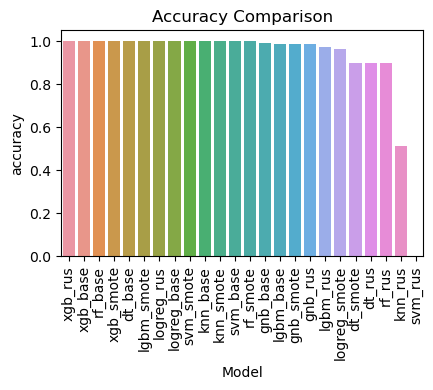 Accuracy Comparison
1.0
0.8
0.6
0.4
0.2
0.0
accuracy
xgb_rus
xgb_base
rf_base
xgb_smote
dt_base
lgbm_smote
logreg_rus
logreg_base
svm_smote
knn_base
knn_smote
svm_base
rf_smote
gnb_base
lgbm_base
gnb_smote
gnb_rus
lgbm_rus
logreg_smote
dt_smote
dt_rus
rf_rus
knn_rus
svm_rus
Model